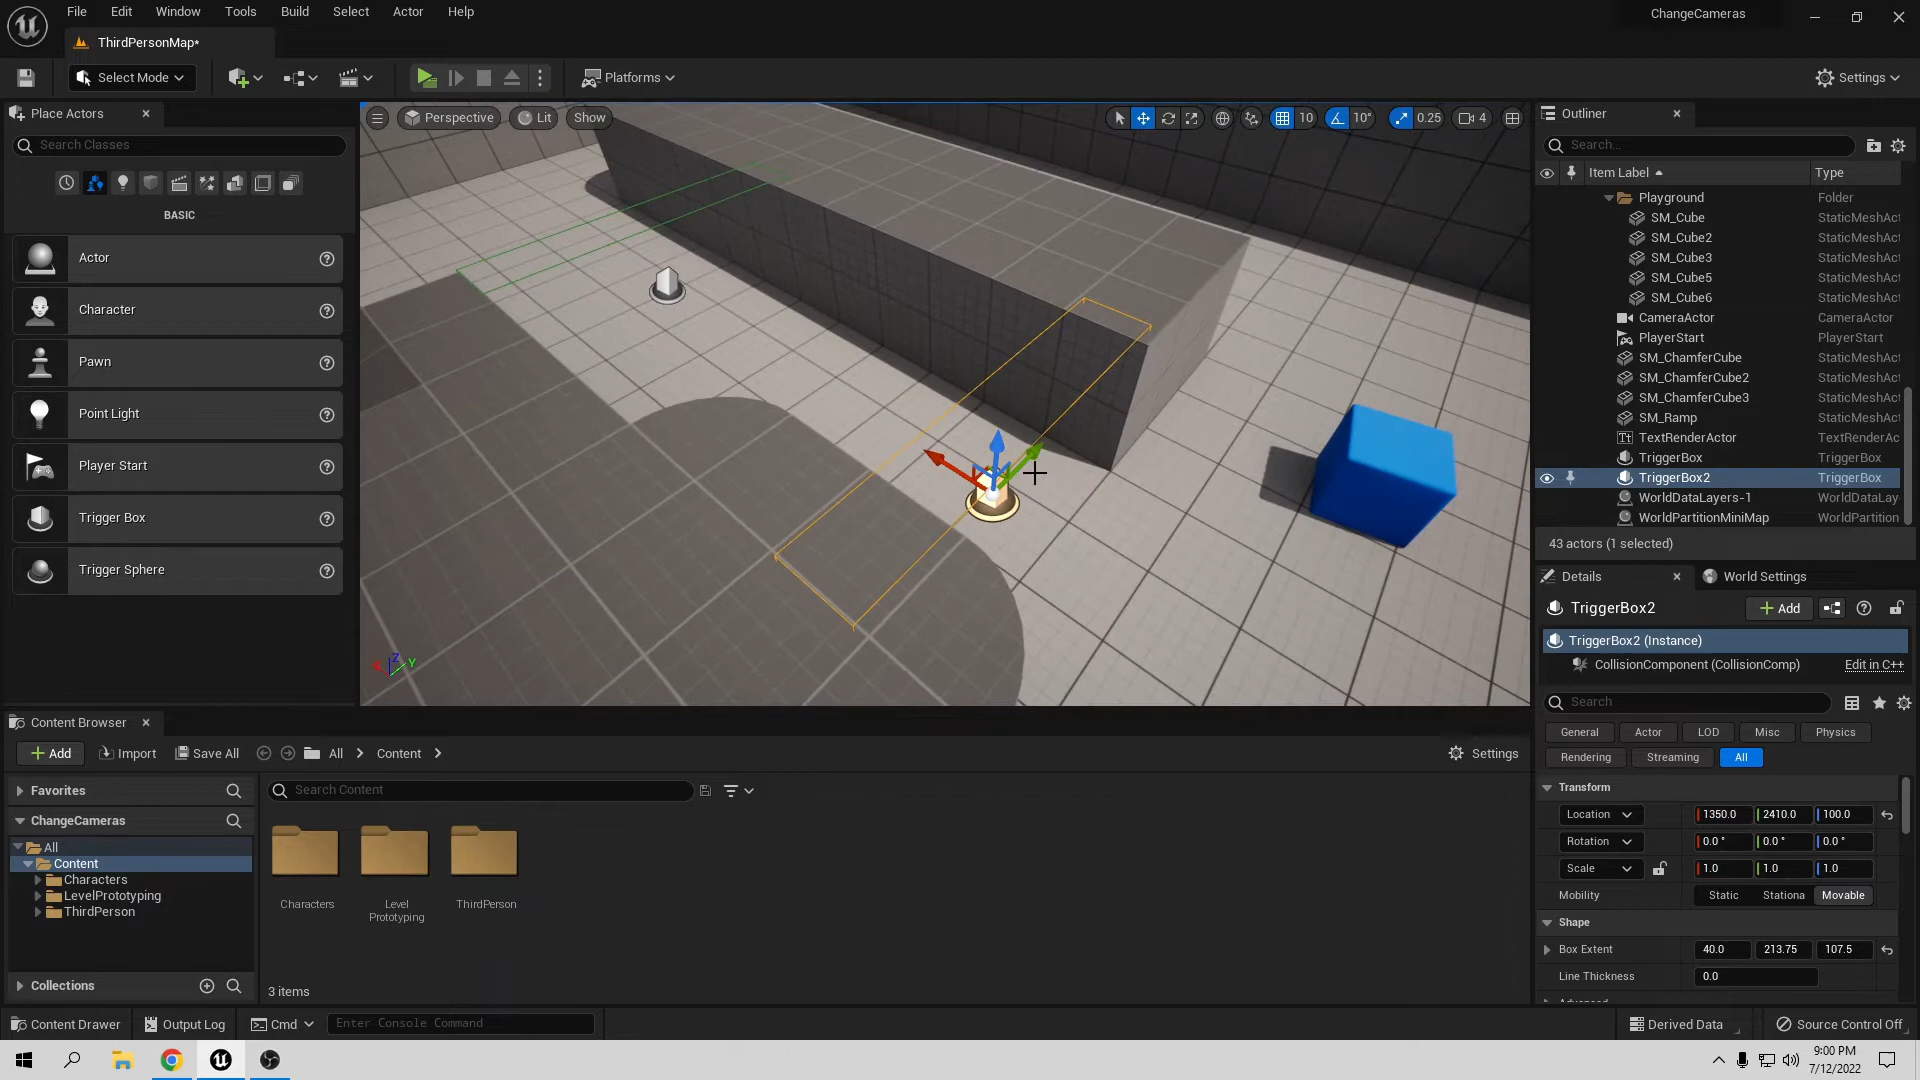 File Edit Window Tools Build Select Actor Help
ChangeCameras
ThirdPersonMap*
Select Mode
Platforms
Settings
Place Actors
Search Classes
BASIC
Actor
Character
Pawn
Point Light
Player Start
Trigger Box
Trigger Sphere
Perspective Lit Show
10 10° 0.25 4
Z Y
Outliner
Search...
Item Label Type
Playground Folder
SM_Cube StaticMeshAct
SM_Cube2 StaticMeshAct
SM_Cube3 StaticMeshAct
SM_Cube5 StaticMeshAct
SM_Cube6 StaticMeshAct
CameraActor CameraActor
PlayerStart PlayerStart
SM_ChamferCube StaticMeshAct
SM_ChamferCube2 StaticMeshAct
SM_ChamferCube3 StaticMeshAct
SM_Ramp StaticMeshAct
TextRenderActor TextRenderAc
TriggerBox TriggerBox
TriggerBox2 TriggerBox
WorldDataLayers-1 WorldDataLay
WorldPartitionMiniMap WorldPartition
43 actors (1 selected)
Details World Settings
TriggerBox2
Add
TriggerBox2 (Instance)
CollisionComponent (CollisionComp) Edit in C++
Search
General Actor LOD Misc Physics
Rendering Streaming All
Transform
Location 1350.0 2410.0 100.0
Rotation 0.0 ° 0.0 ° 0.0 °
Scale 1.0 1.0 1.0
Mobility Static Stationa Movable
Shape
Box Extent 40.0 213.75 107.5
Line Thickness 0.0
Content Browser
Add Import Save All All Content
Settings
Favorites
ChangeCameras
All
Content
Characters
LevelPrototyping
ThirdPerson
Collections
Search Content
Characters
Level
Prototyping
ThirdPerson
3 items
Content Drawer Output Log Cmd Enter Console Command
Derived Data Source Control Off
9:00 PM
7/12/2022